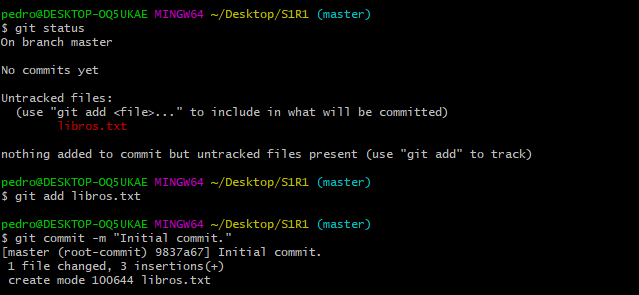 pedro@DESKTOP-OQ5UKAE MINGW64 ~/Desktop/S1R1 (master)
$ git status
On branch master
No commits yet
Untracked files:
(use "git add <file>..." to include in what will be committed)
libros.txt
nothing added to commit but untracked files present (use "git add" to track)
pedro@DESKTOP-OQ5UKAE MINGW64 ~/Desktop/S1R1 (master)
$ git add libros.txt
pedro@DESKTOP-OQ5UKAE MINGW64 ~/Desktop/S1R1 (master)
$ git commit -m "Initial commit."
[master (root-commit) 9837a67] Initial commit.
1 file changed, 3 insertions(+)
create mode 100644 libros.txt